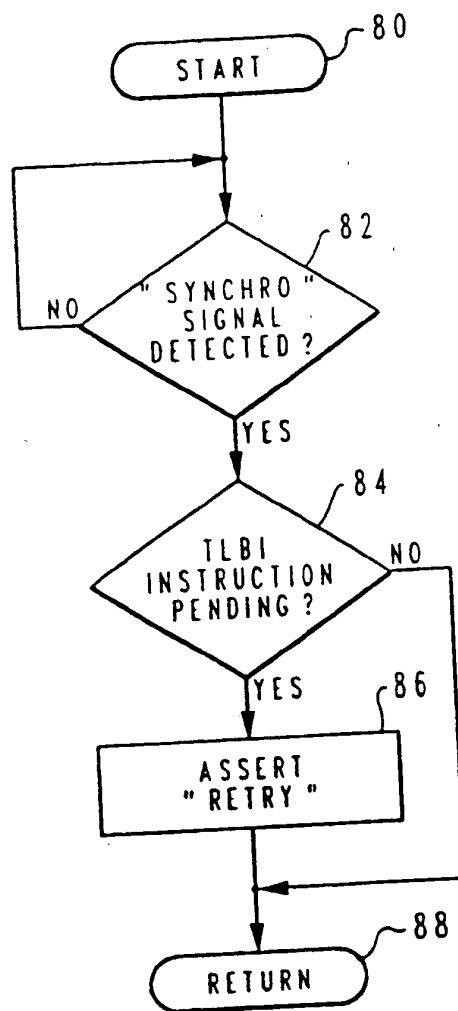 START
80
82
" SYNCHRO "
SIGNAL
DETECTED ?
NO
YES
84
TLBI
INSTRUCTION
PENDING ?
NO
YES
86
ASSERT
" RETRY "
88
RETURN